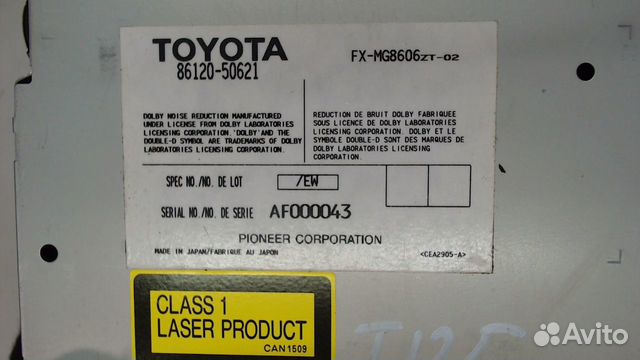 TOYOTA
86120-50621
FX-MG8606ZT-02
DOLBY NOISE REDUCTION MANUFACTURED
UNDER LICENSE FROM DOLBY LABORATORIES
LICENSING CORPORATION. 'DOLBY' AND THE
DOUBLE-D SYMBOL ARE TRADEMARKS OF DOLBY
LABORATORIES LICENSING CORPORATION.
REDUCTION DE BRUIT DOLBY FABRIQUEE
SOUS LICENCE DE DOLBY LABORATORIES
LICENSING CORPORATION. DOLBY ET LE
SYMBOLE DOUBLE-D SONT DES MARQUES DE
DOLBY LABORATORIES LICENSING
CORPORATION.
SPEC NO./NO. DE LOT /EW
SERIAL NO./NO. DE SERIE AF000043
PIONEER CORPORATION
MADE IN JAPAN/FABRIQUE AU JAPON
<CEA2905-A>
CLASS 1
LASER PRODUCT
CAN 1509
Avito